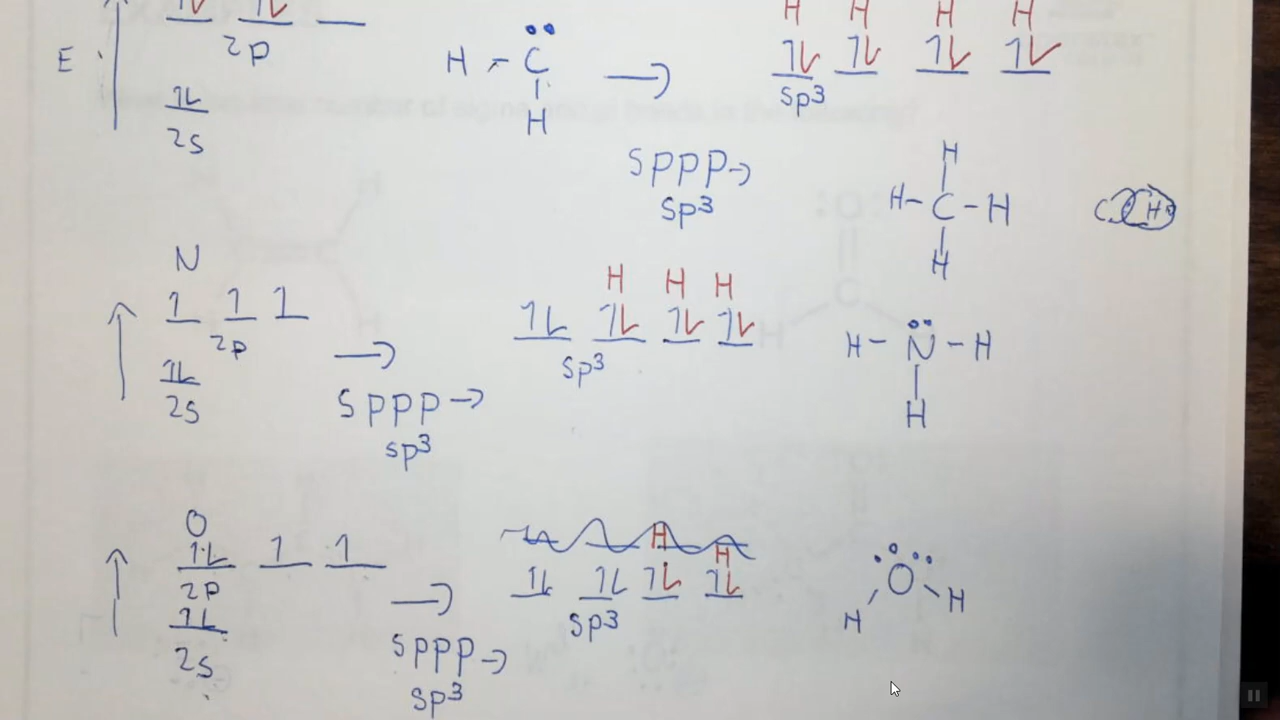 H H H H
2p
E
H - C
sp3
2s
H
sppp
sp3
H
H - C - H
H
C H
N
2p
2s
sppp
sp3
H H H
sp3
H - N - H
H
O
2p
2s
sppp
sp3
H H
sp3
O
H H